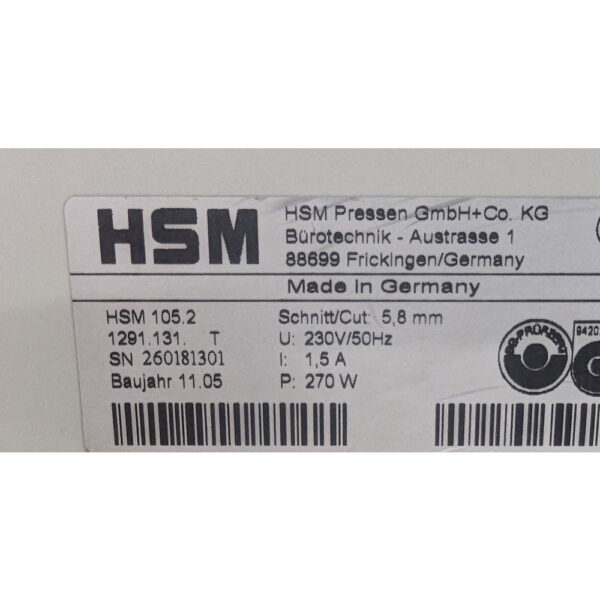 HSM
HSM Pressen GmbH+Co. KG
Bürotechnik - Austrasse 1
88699 Frickingen/Germany
Made in Germany
HSM 105.2
1291.131. T
SN 260181301
Baujahr 11.05
Schnitt/Cut: 5,8 mm
U: 230V/50Hz
I: 1,5 A
P: 270 W